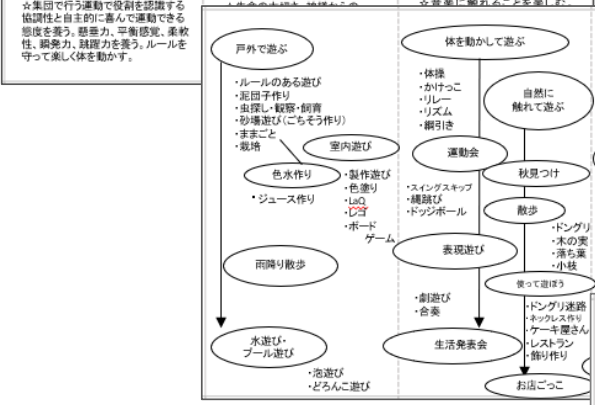 ☆集団で行う運動で役割を認識する
協調性と自主的に喜んで運動できる
態度を養う。懸垂力、平衡感覚、柔軟
性、瞬発力、跳躍力を養う。ルールを
守って楽しく体を動かす。
戸外で遊ぶ
・ルールのある遊び
・泥団子作り
・虫探し・観察・飼育
・砂場遊び（ごちそう作り）
・ままごと
・栽培
室内遊び
色水作り
・ジュース作り
・製作遊び
・色塗り
・LaQ
・レゴ
・ボード
ゲーム
雨降り散歩
水遊び・
プール遊び
・泡遊び
・どろんこ遊び
体を動かして遊ぶ
・体操
・かけっこ
・リレー
・リズム
・綱引き
運動会
・スイングスキップ
・縄跳び
・ドッジボール
表現遊び
・劇遊び
・合奏
生活発表会
自然に
触れて遊ぶ
秋見つけ
散歩
・ドングリ
・木の実
・落ち葉
・小枝
使って遊ぼう
・ドングリ迷路
・ネックレス作り
・ケーキ屋さん
・レストラン
・飾り作り
お店ごっこ